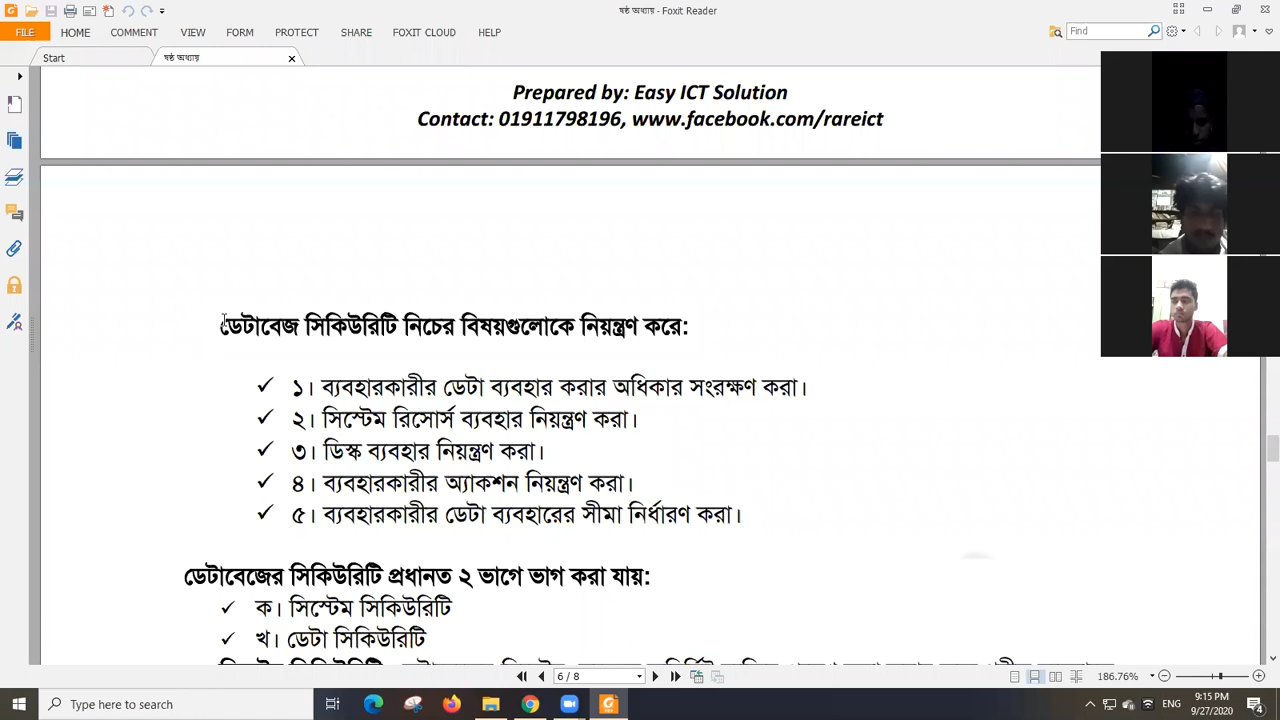 ষষ্ঠ অধ্যায় - Foxit Reader
FILE HOME COMMENT VIEW FORM PROTECT SHARE FOXIT CLOUD HELP Find
Start ষষ্ঠ অধ্যায়
Prepared by: Easy ICT Solution
Contact: 01911798196, www.facebook.com/rareict
ডেটাবেজ সিকিউরিটি নিচের বিষয়গুলোকে নিয়ন্ত্রণ করে:
✓ ১। ব্যবহারকারীর ডেটা ব্যবহার করার অধিকার সংরক্ষণ করা।
✓ ২। সিস্টেম রিসোর্স ব্যবহার নিয়ন্ত্রণ করা।
✓ ৩। ডিস্ক ব্যবহার নিয়ন্ত্রণ করা।
✓ ৪। ব্যবহারকারীর অ্যাকশন নিয়ন্ত্রণ করা।
✓ ৫। ব্যবহারকারীর ডেটা ব্যবহারের সীমা নির্ধারণ করা।
ডেটাবেজের সিকিউরিটি প্রধানত ২ ভাগে ভাগ করা যায়:
✓ ক। সিস্টেম সিকিউরিটি
✓ খ। ডেটা সিকিউরিটি
6 / 8 186.76%
Type here to search ENG 9:15 PM
9/27/2020